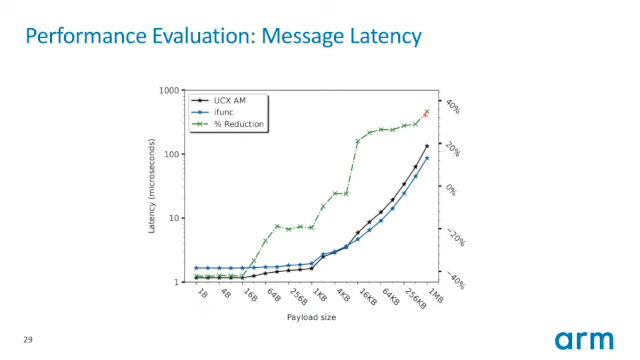 Performance Evaluation: Message Latency
1000
100
10
1
Latency (microseconds)
UCX AM
ifunc
% Reduction
40%
20%
0%
−20%
−40%
1B
4B
16B
64B
256B
1KB
4KB
16KB
64KB
256KB
1MB
Payload size
29
arm